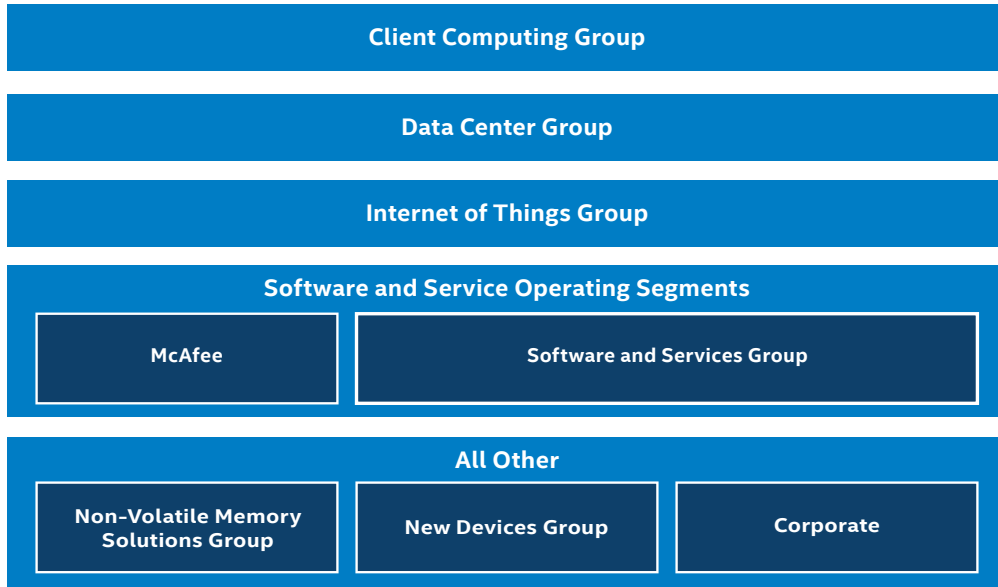 Client Computing Group
Data Center Group
Internet of Things Group
Software and Service Operating Segments
McAfee
Software and Services Group
All Other
Non-Volatile Memory
Solutions Group
New Devices Group
Corporate